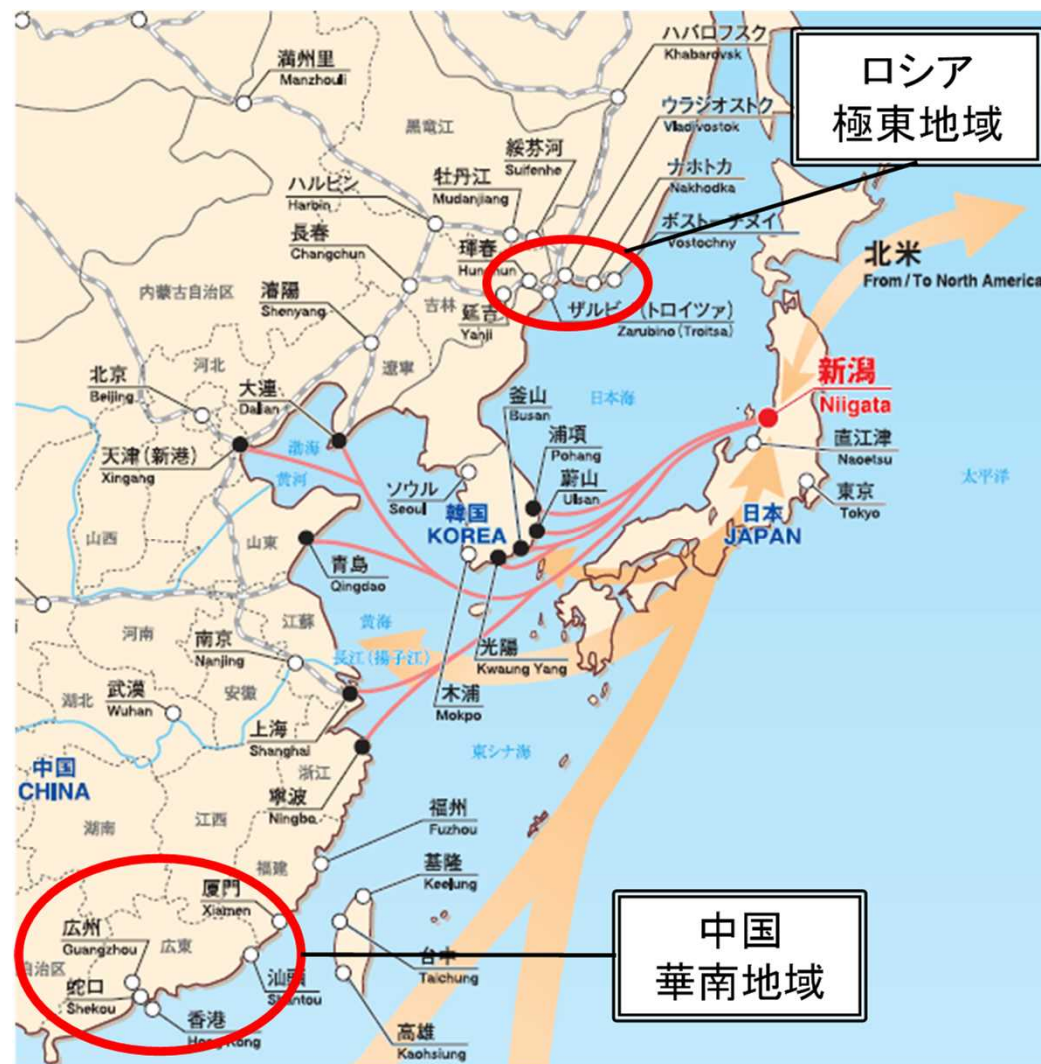 ハバロフスク
Khabarovsk
ロシア
極東地域
満州里
Manzhouli
黒竜江
ウラジオストク
Vladivostok
綏芬河
Suifenhe
ナホトカ
Nakhodka
牡丹江
Mudanjiang
ハルビン
Harbin
ボストーチヌイ
Vostochny
長春
Changchun
琿春
Hunchun
北米
From / To North America
内蒙古自治区
瀋陽
Shenyang
吉林
延吉
Yanji
ザルビノ(トロイツァ)
Zarubino (Troitsa)
河北
遼寧
北京
Beijing
大連
Dalian
釜山
Busan
日本海
新潟
Niigata
天津(新港)
Xingang
渤海
黄河
浦項
Pohang
直江津
Naoetsu
ソウル
Seoul
韓国
KOREA
蔚山
Ulsan
東京
Tokyo
太平洋
日本
JAPAN
山西
山東
青島
Qingdao
河南
江蘇
黄海
南京
Nanjing
長江(揚子江)
光陽
Kwaung Yang
木浦
Mokpo
湖北
武漢
Wuhan
安徽
上海
Shanghai
東シナ海
中国
CHINA
浙江
寧波
Ningbo
湖南
江西
福州
Fuzhou
福建
基隆
Keelung
厦門
Xiamen
広州
Guangzhou
広東
中国
華南地域
自治区
台中
Taichung
蛇口
Shekou
汕頭
Shantou
香港
Hong Kong
高雄
Kaohsiung